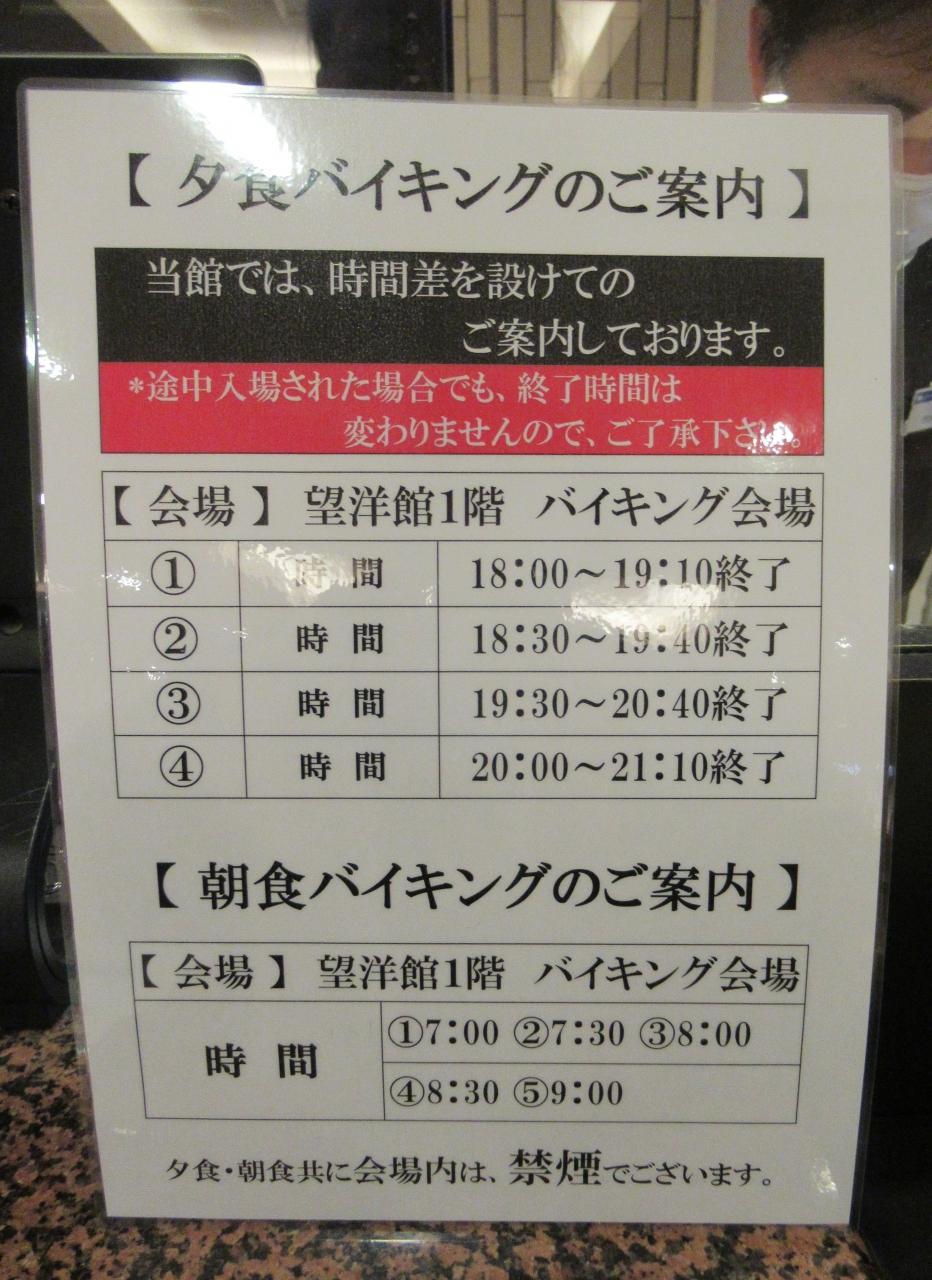 【 夕食バイキングのご案内 】
当館では、時間差を設けての
ご案内しております。
*途中入場された場合でも、終了時間は
変わりませんので、ご了承下さい。
【 会場 】 望洋館1階 バイキング会場
① 時 間 18:00~19:10終了
② 時 間 18:30~19:40終了
③ 時 間 19:30~20:40終了
④ 時 間 20:00~21:10終了
【 朝食バイキングのご案内 】
【 会場 】 望洋館1階 バイキング会場
時 間
①7:00 ②7:30 ③8:00
④8:30 ⑤9:00
夕食・朝食共に会場内は、禁煙でございます。